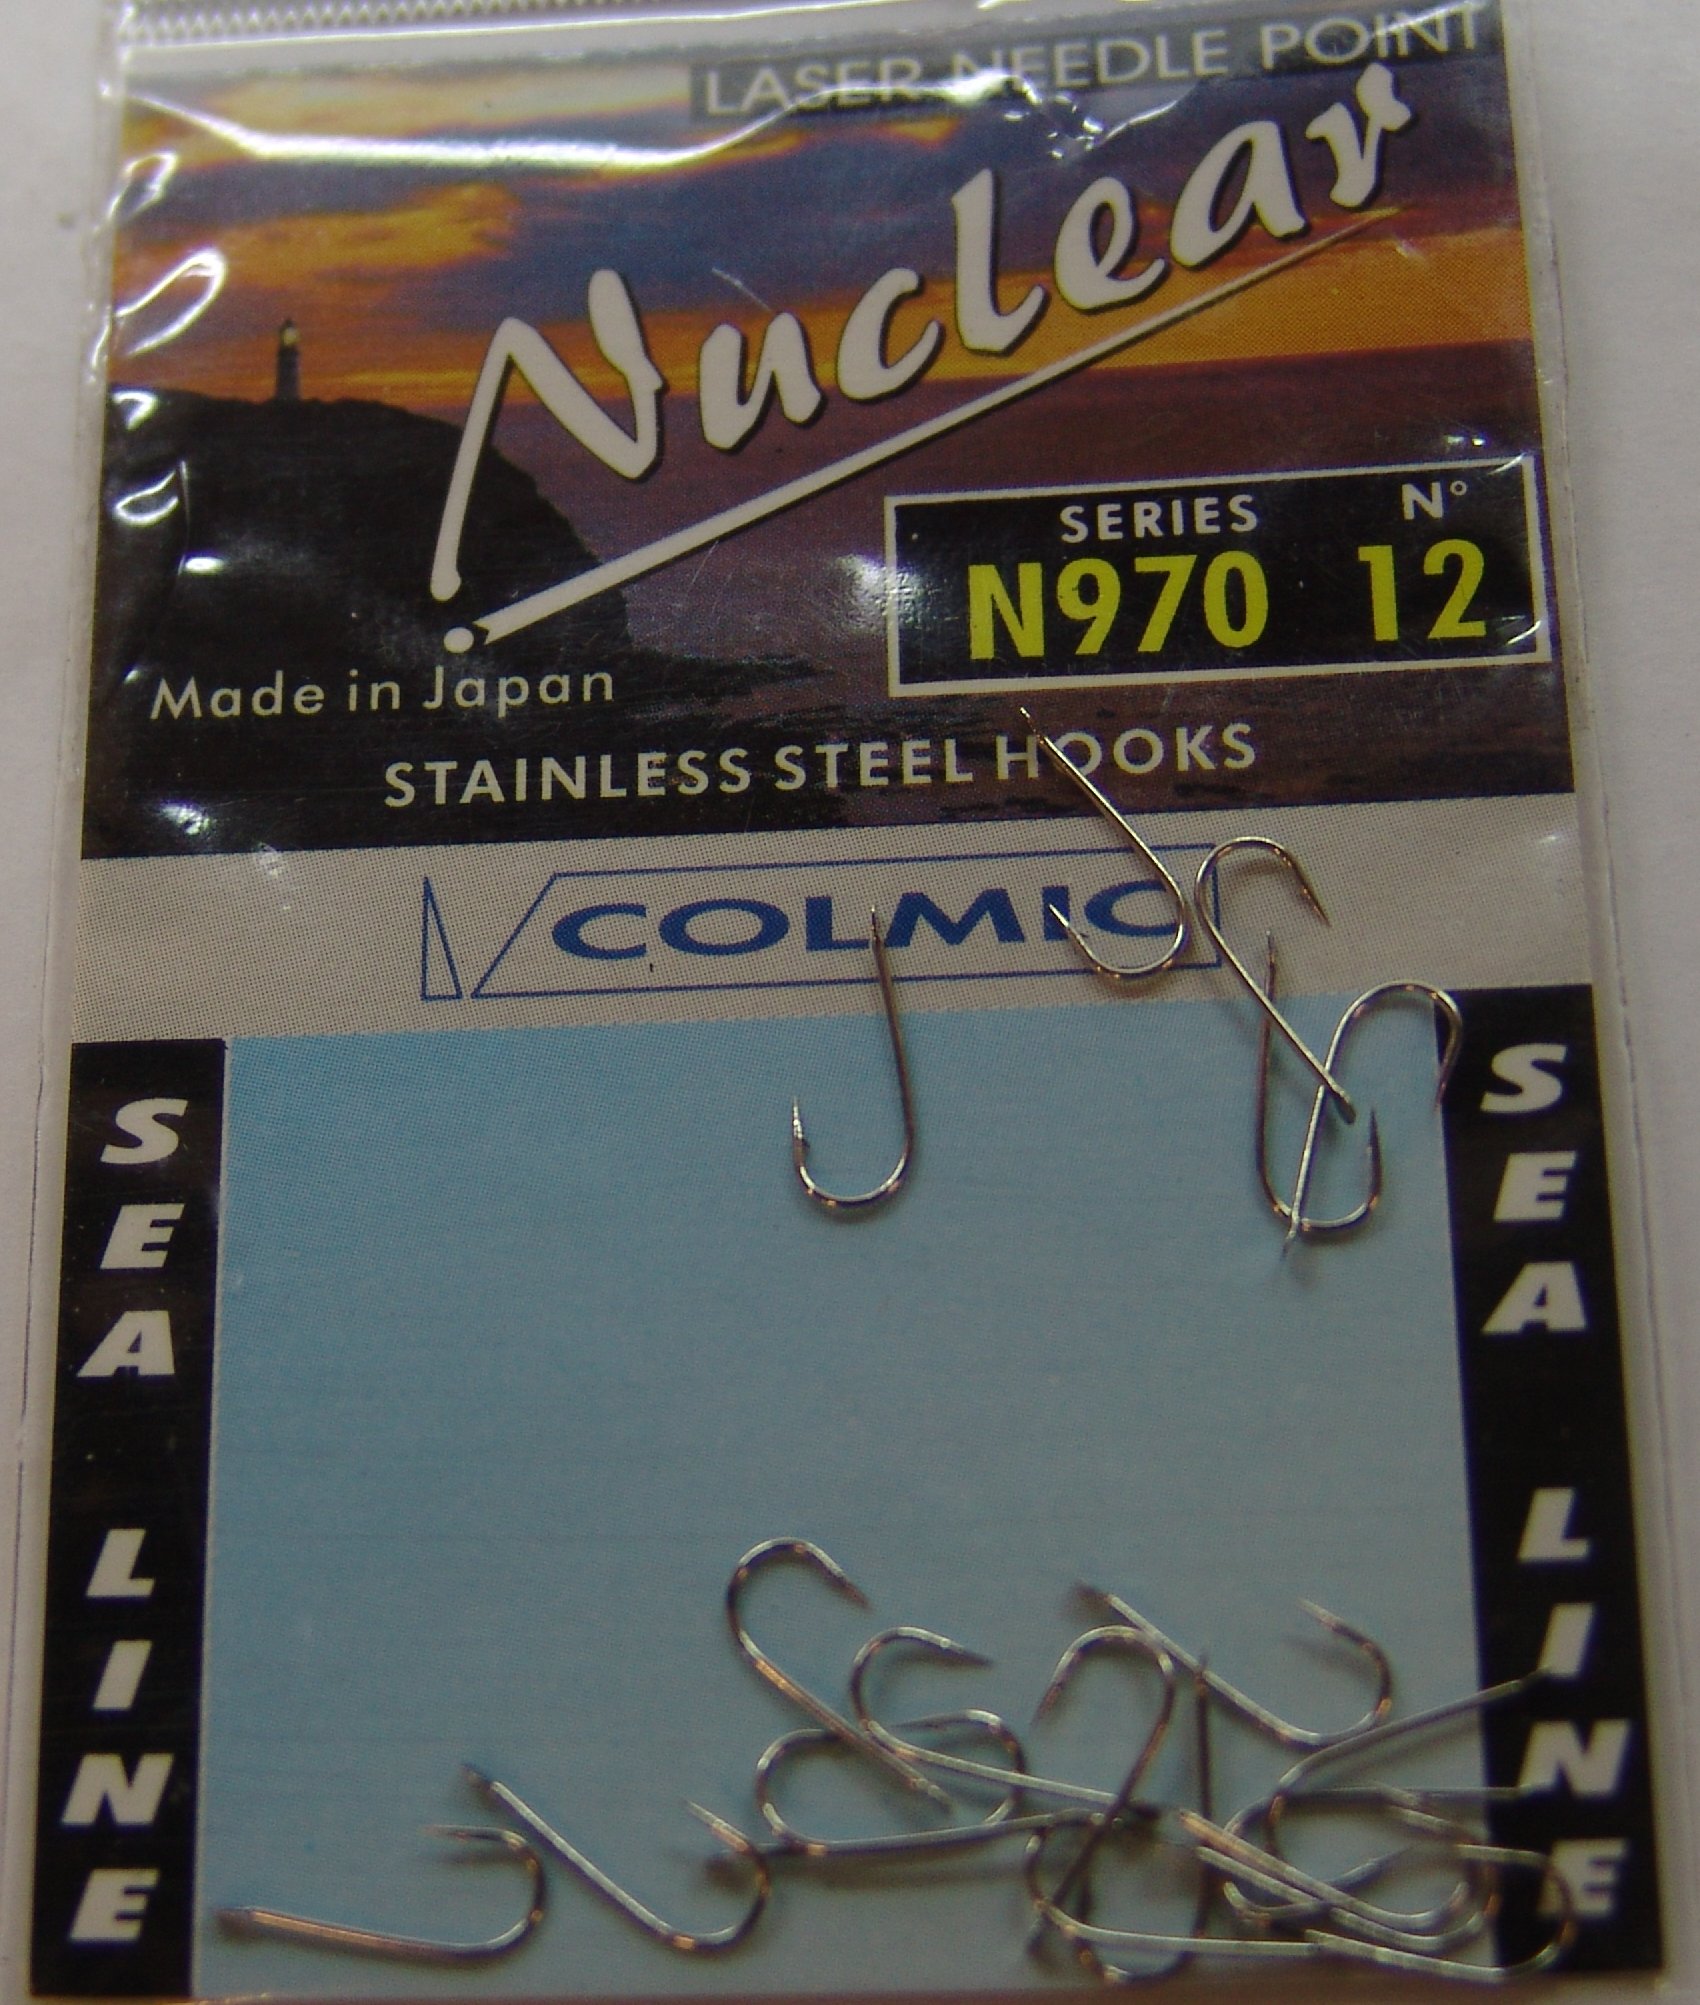 LASER NEEDLE POINT
Nuclear
SERIES N°
N970 12
Made in Japan
STAINLESS STEEL HOOKS
COLMIC
SEA LINE
SEA LINE